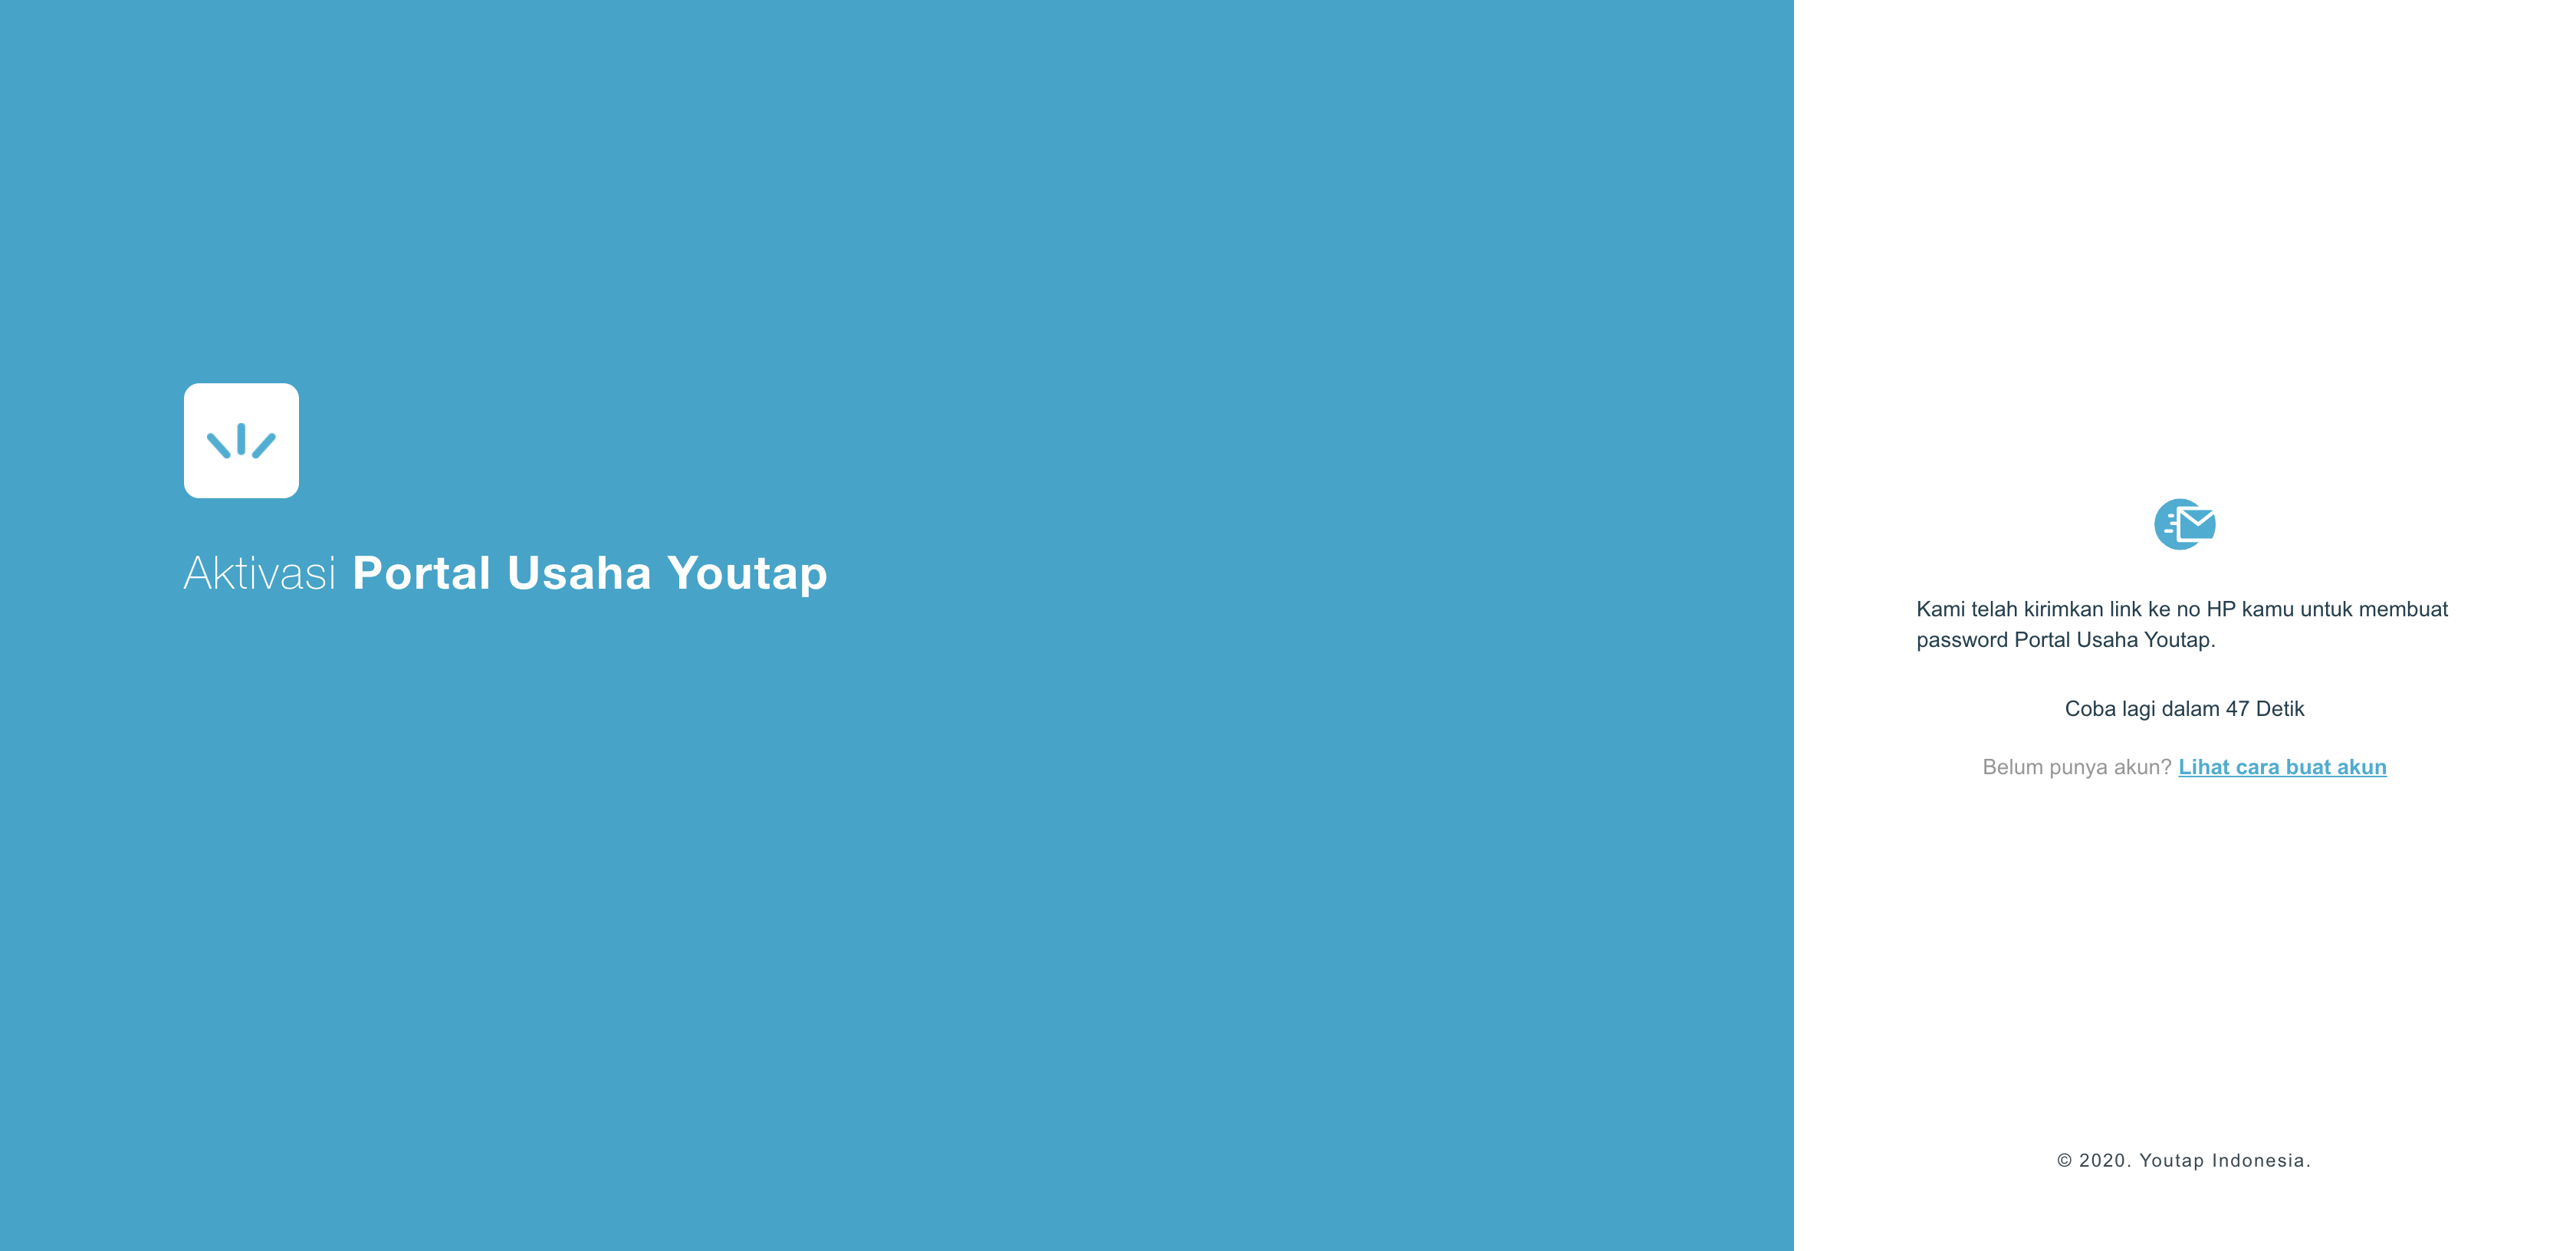 Aktivasi Portal Usaha Youtap
Kami telah kirimkan link ke no HP kamu untuk membuat
password Portal Usaha Youtap.
Coba lagi dalam 47 Detik
Belum punya akun? Lihat cara buat akun
© 2020. Youtap Indonesia.